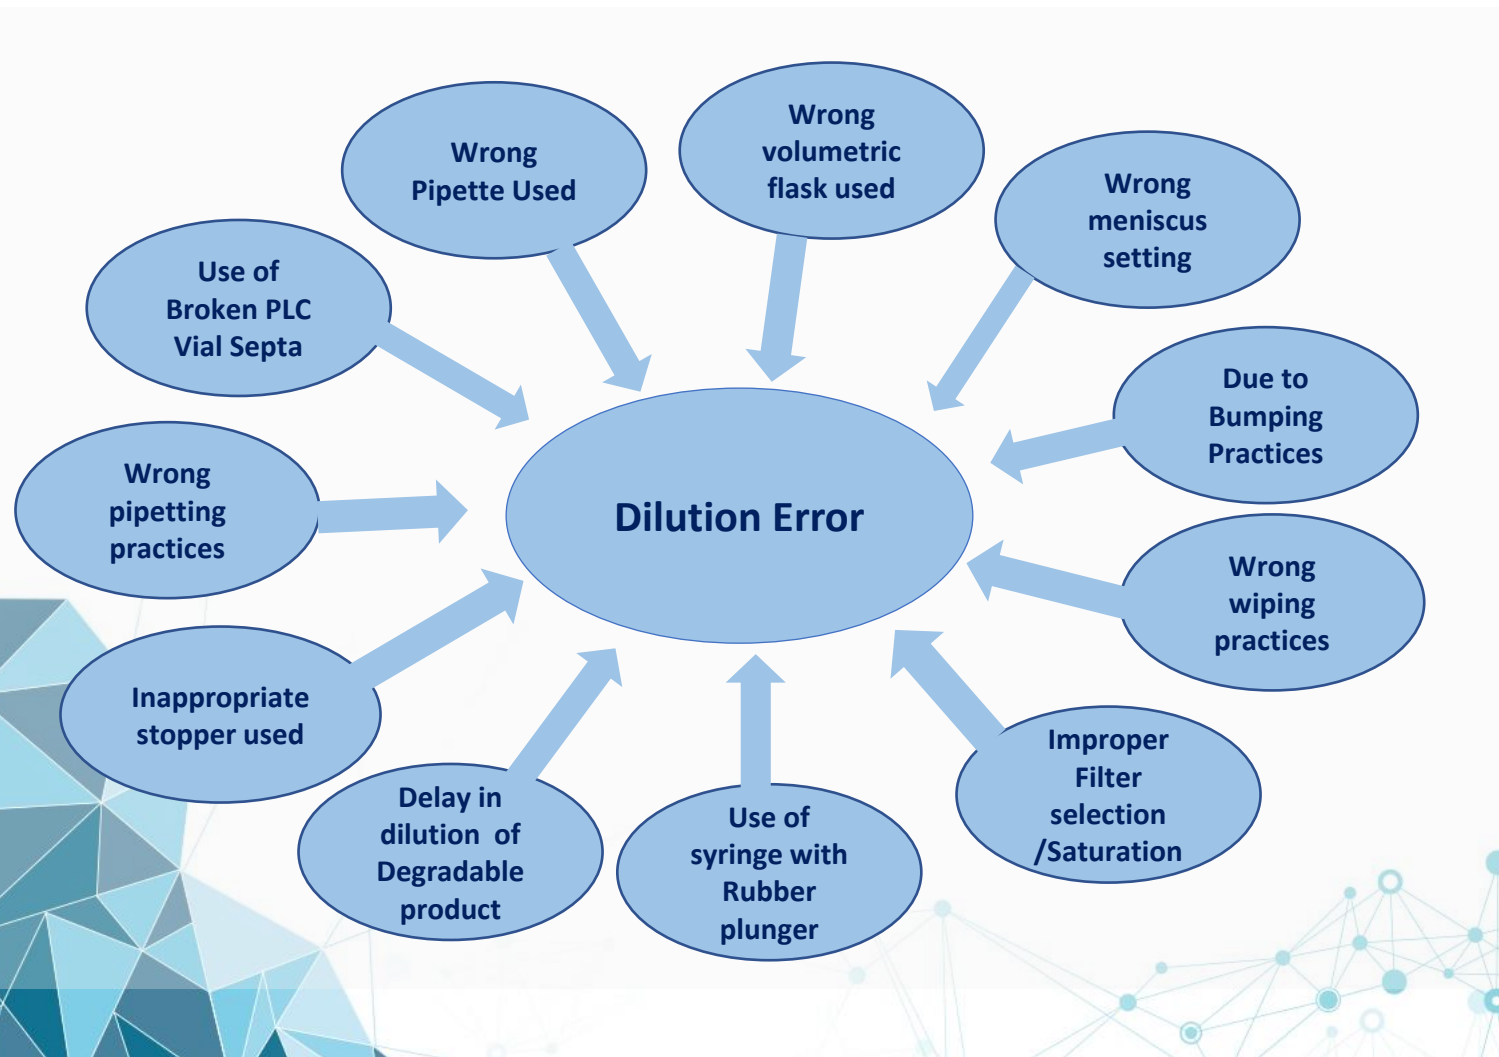 Wrong
volumetric
flask used
Wrong
Pipette Used
Wrong
meniscus
setting
Use of
Broken PLC
Vial Septa
Due to
Bumping
Practices
Wrong
pipetting
practices
Dilution Error
Wrong
wiping
practices
Inappropriate
stopper used
Improper
Filter
selection
/Saturation
Delay in
dilution of
Degradable
product
Use of
syringe with
Rubber
plunger